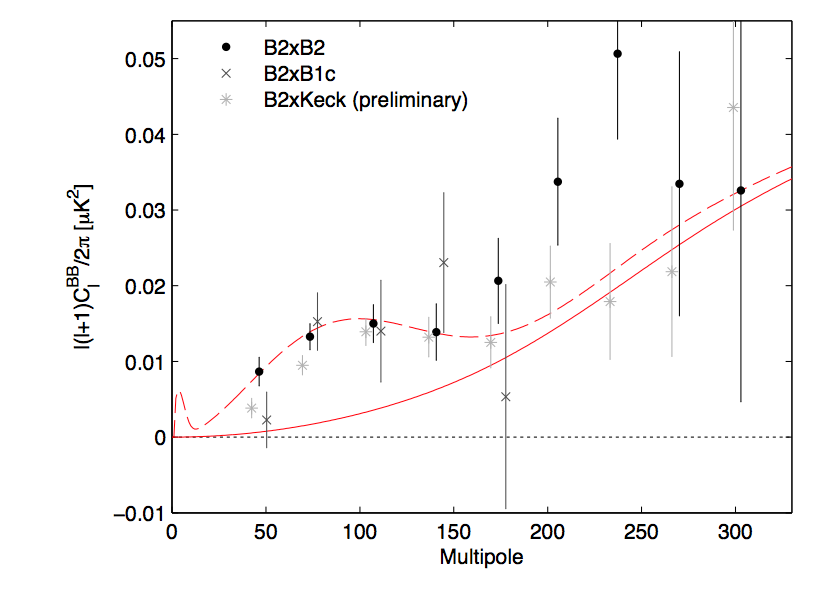 B2xB2
B2xB1c
B2xKeck (preliminary)
0.05
0.04
0.03
0.02
0.01
0
−0.01
l(l+1)C_l^BB/2π [μK²]
0 50 100 150 200 250 300
Multipole